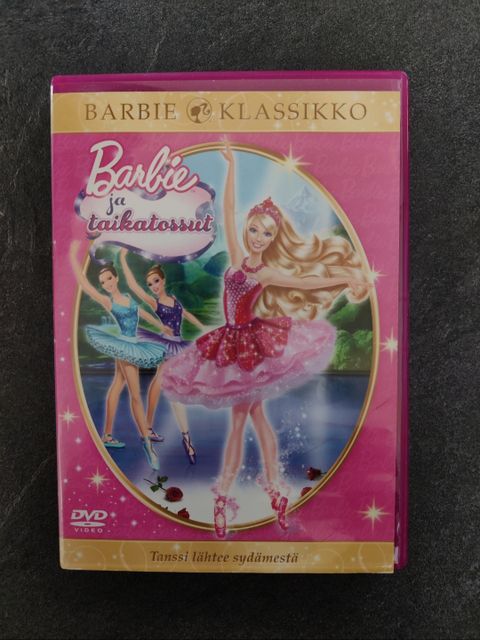 BARBIE KLASSIKKO
Barbie
ja
taikatossut
DVD
VIDEO
Tanssi lähtee sydämestä